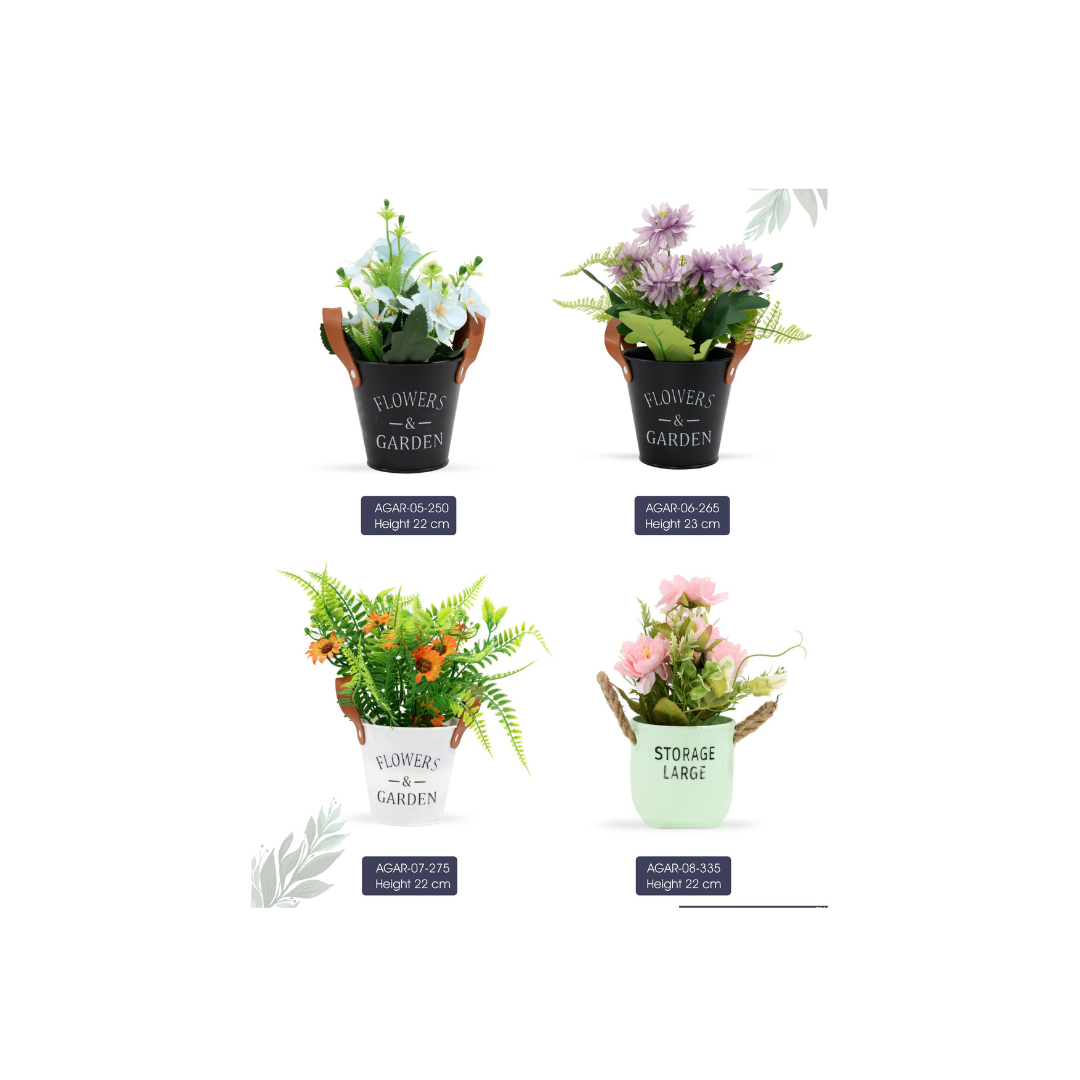 FLOWERS
- & -
GARDEN
FLOWERS
- & -
GARDEN
AGAR-05-250
Height 22 cm
AGAR-06-265
Height 23 cm
FLOWERS
- & -
GARDEN
STORAGE
LARGE
AGAR-07-275
Height 22 cm
AGAR-08-335
Height 22 cm